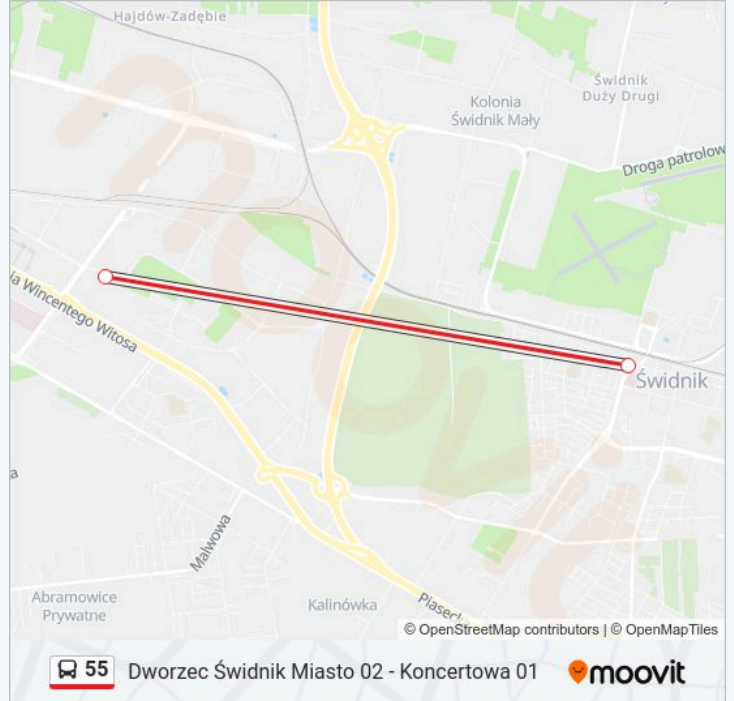 Hajdów-Zadębie
Świdnik
Duży Drugi
Kolonia
Świdnik Mały
Droga patrolow
ia Wincentego Witosa
Świdnik
a
Malwowa
Abramowice
Prywatne
Kalinówka
Piaseck
© OpenStreetMap contributors | © OpenMapTiles
55 Dworzec Świdnik Miasto 02 - Koncertowa 01 moovit